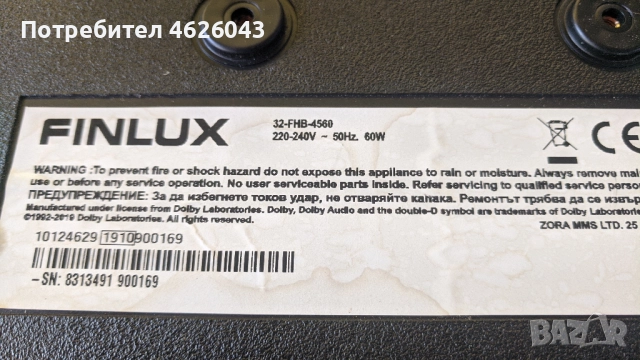 Потребител 4626043
FINLUX
32-FHB-4560
220-240V ~ 50Hz. 60W
CE
WARNING :To prevent fire or shock hazard do not expose this appliance to rain or moisture. Always remove mai
use or before any service operation. No user serviceable parts inside. Refer servicing to qualified service person
ПРЕДУПРЕЖДЕНИЕ: За да избегнете токов удар, не отваряйте капака. Ремонтът трябва да се извър
Manufactured under license from Dolby Laboratories. Dolby, Dolby Audio and the double-D symbol are trademarks of Dolby Laboratorie
©1992-2019 Dolby Laboratories. All rights reserved.
ZORA MMS LTD. 25
10124629 1910900169
-SN: 8313491 900169
BAZAR